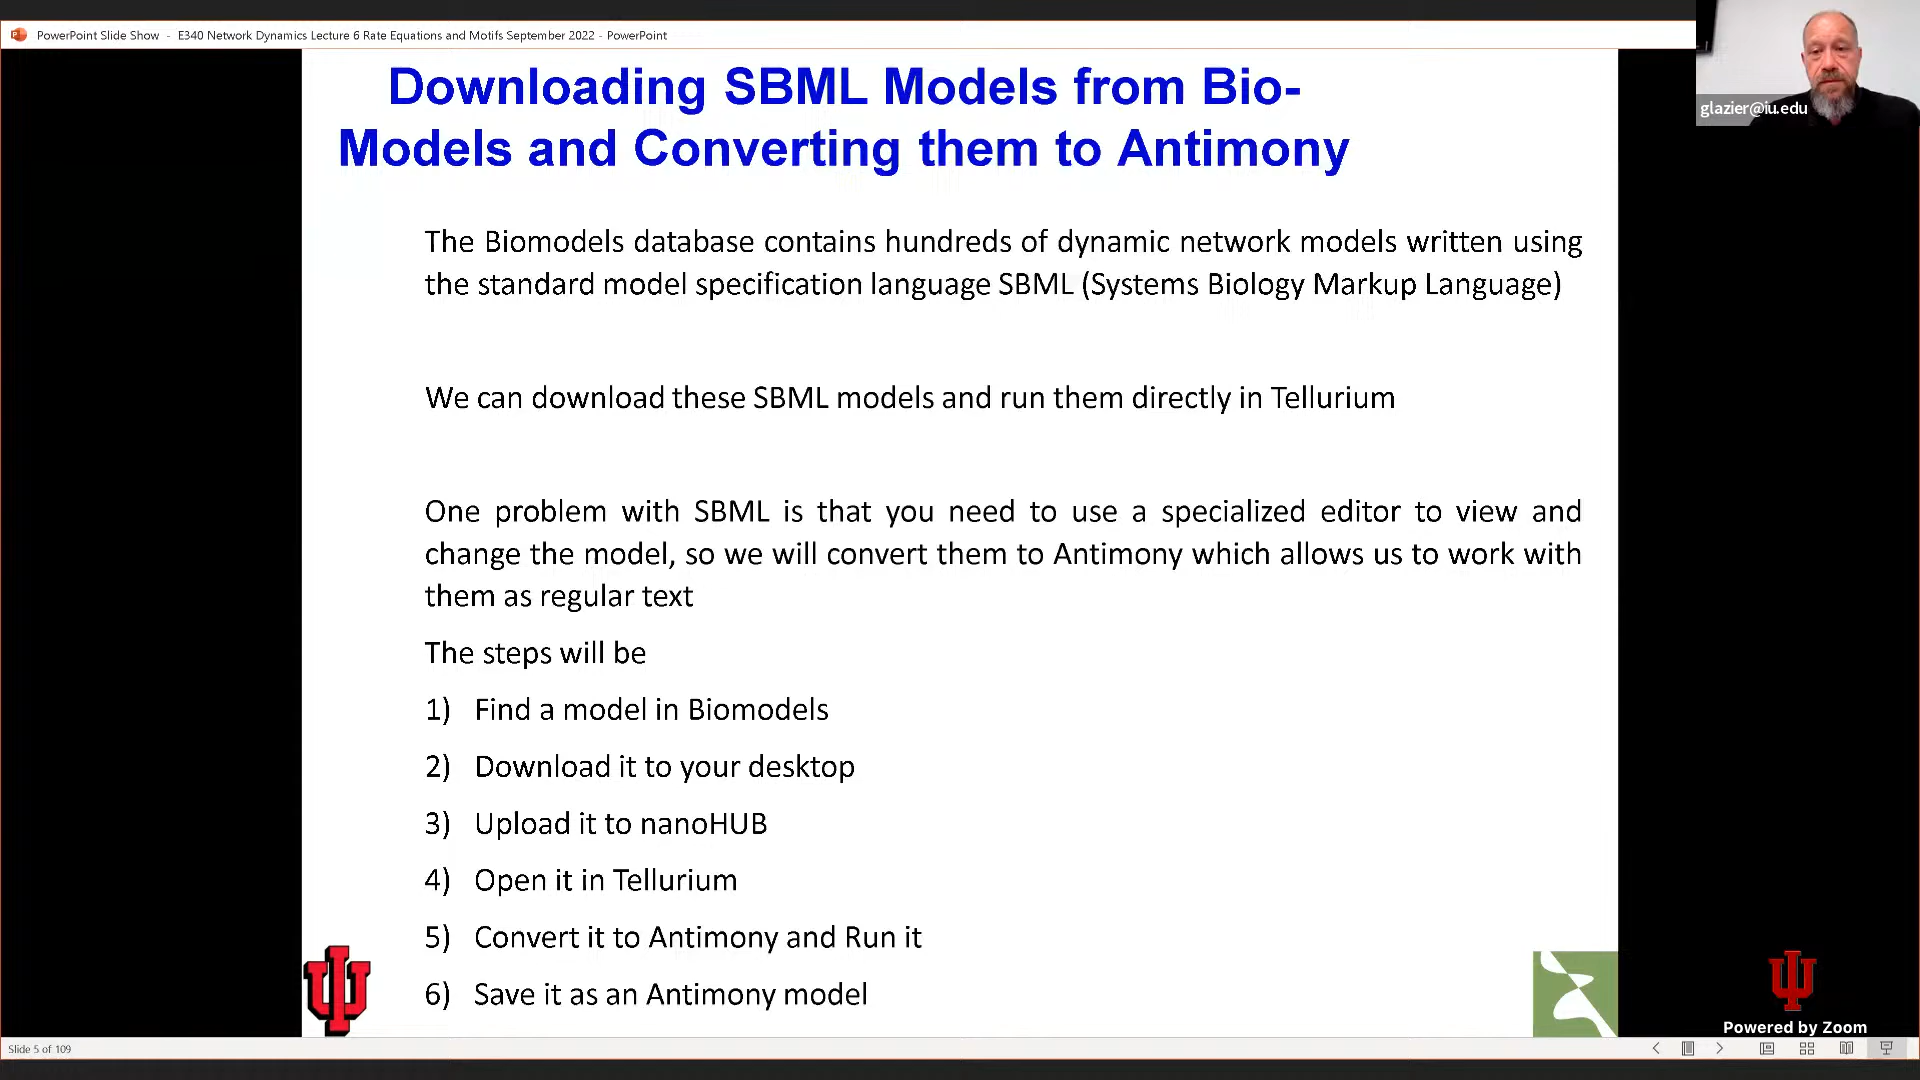 PowerPoint Slide Show - E340 Network Dynamics Lecture 6 Rate Equations and Motifs September 2022 - PowerPoint
glazier@iu.edu
Downloading SBML Models from Bio-
Models and Converting them to Antimony
The Biomodels database contains hundreds of dynamic network models written using
the standard model specification language SBML (Systems Biology Markup Language)
We can download these SBML models and run them directly in Tellurium
One problem with SBML is that you need to use a specialized editor to view and
change the model, so we will convert them to Antimony which allows us to work with
them as regular text
The steps will be
1) Find a model in Biomodels
2) Download it to your desktop
3) Upload it to nanoHUB
4) Open it in Tellurium
5) Convert it to Antimony and Run it
6) Save it as an Antimony model
Powered by Zoom
Slide 5 of 109